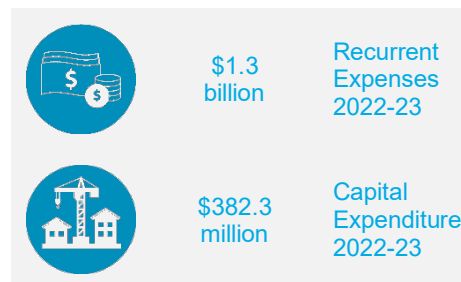 $
$
$1.3
billion
Recurrent
Expenses
2022-23
$382.3
million
Capital
Expenditure
2022-23